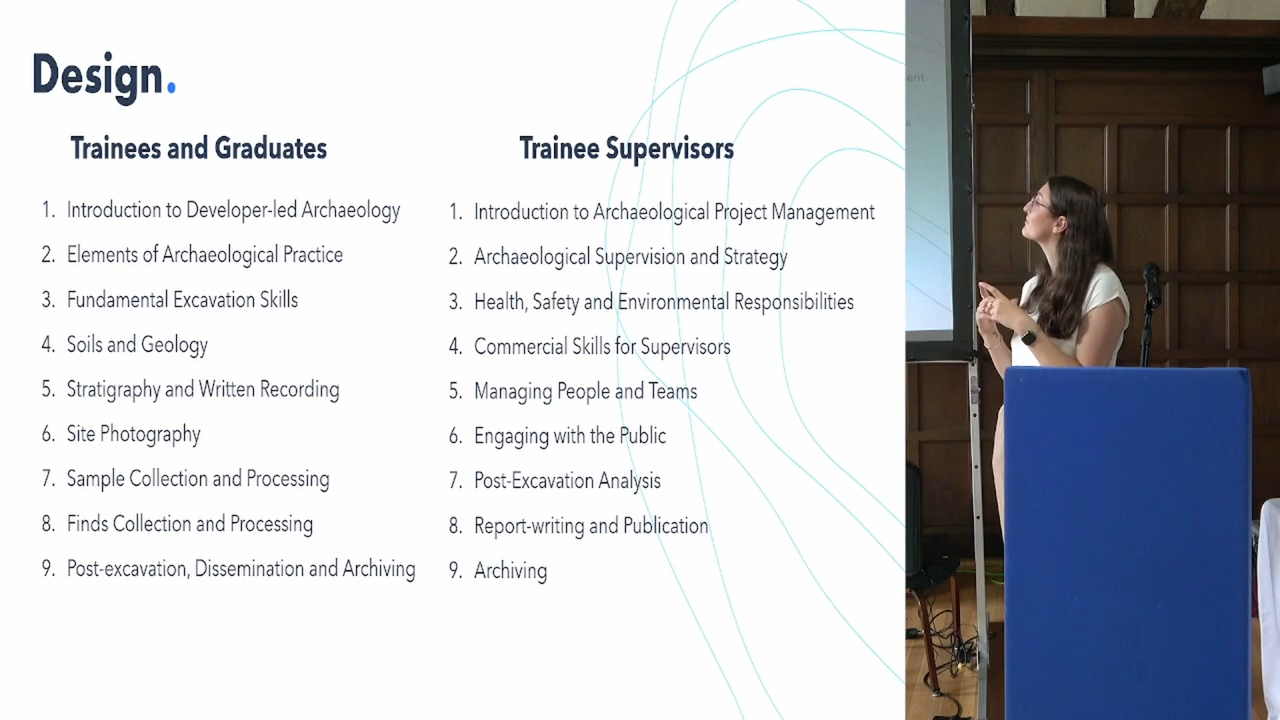 Design.
Trainees and Graduates
1. Introduction to Developer-led Archaeology
2. Elements of Archaeological Practice
3. Fundamental Excavation Skills
4. Soils and Geology
5. Stratigraphy and Written Recording
6. Site Photography
7. Sample Collection and Processing
8. Finds Collection and Processing
9. Post-excavation, Dissemination and Archiving
Trainee Supervisors
1. Introduction to Archaeological Project Management
2. Archaeological Supervision and Strategy
3. Health, Safety and Environmental Responsibilities
4. Commercial Skills for Supervisors
5. Managing People and Teams
6. Engaging with the Public
7. Post-Excavation Analysis
8. Report-writing and Publication
9. Archiving